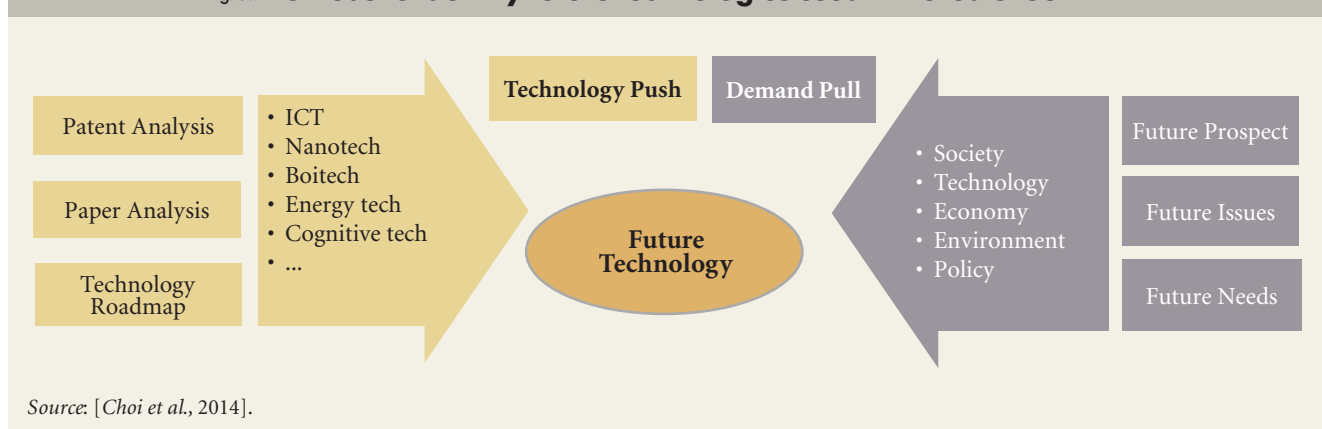 Patent Analysis
Paper Analysis
Technology
Roadmap
• ICT
• Nanotech
• Boitech
• Energy tech
• Cognitive tech
• ...
Technology Push
Demand Pull
Future
Technology
• Society
• Technology
• Economy
• Environment
• Policy
Future Prospect
Future Issues
Future Needs
Source: [Choi et al., 2014].